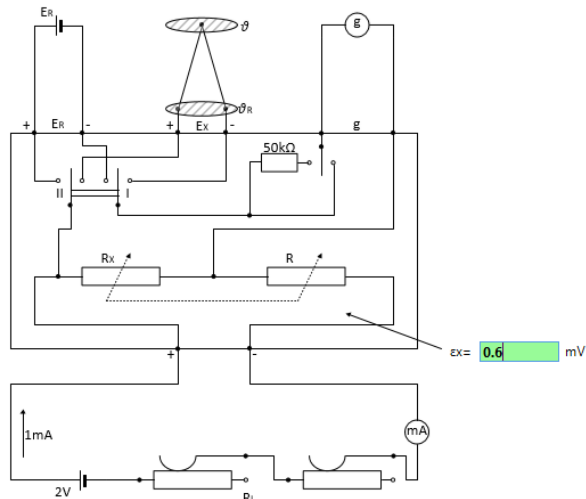 ER
ϑ
g
ϑR
+ ER - + EX - g
50kΩ
II I
RX R
εx= 0.6 mV
+ -
1mA
mA
2V